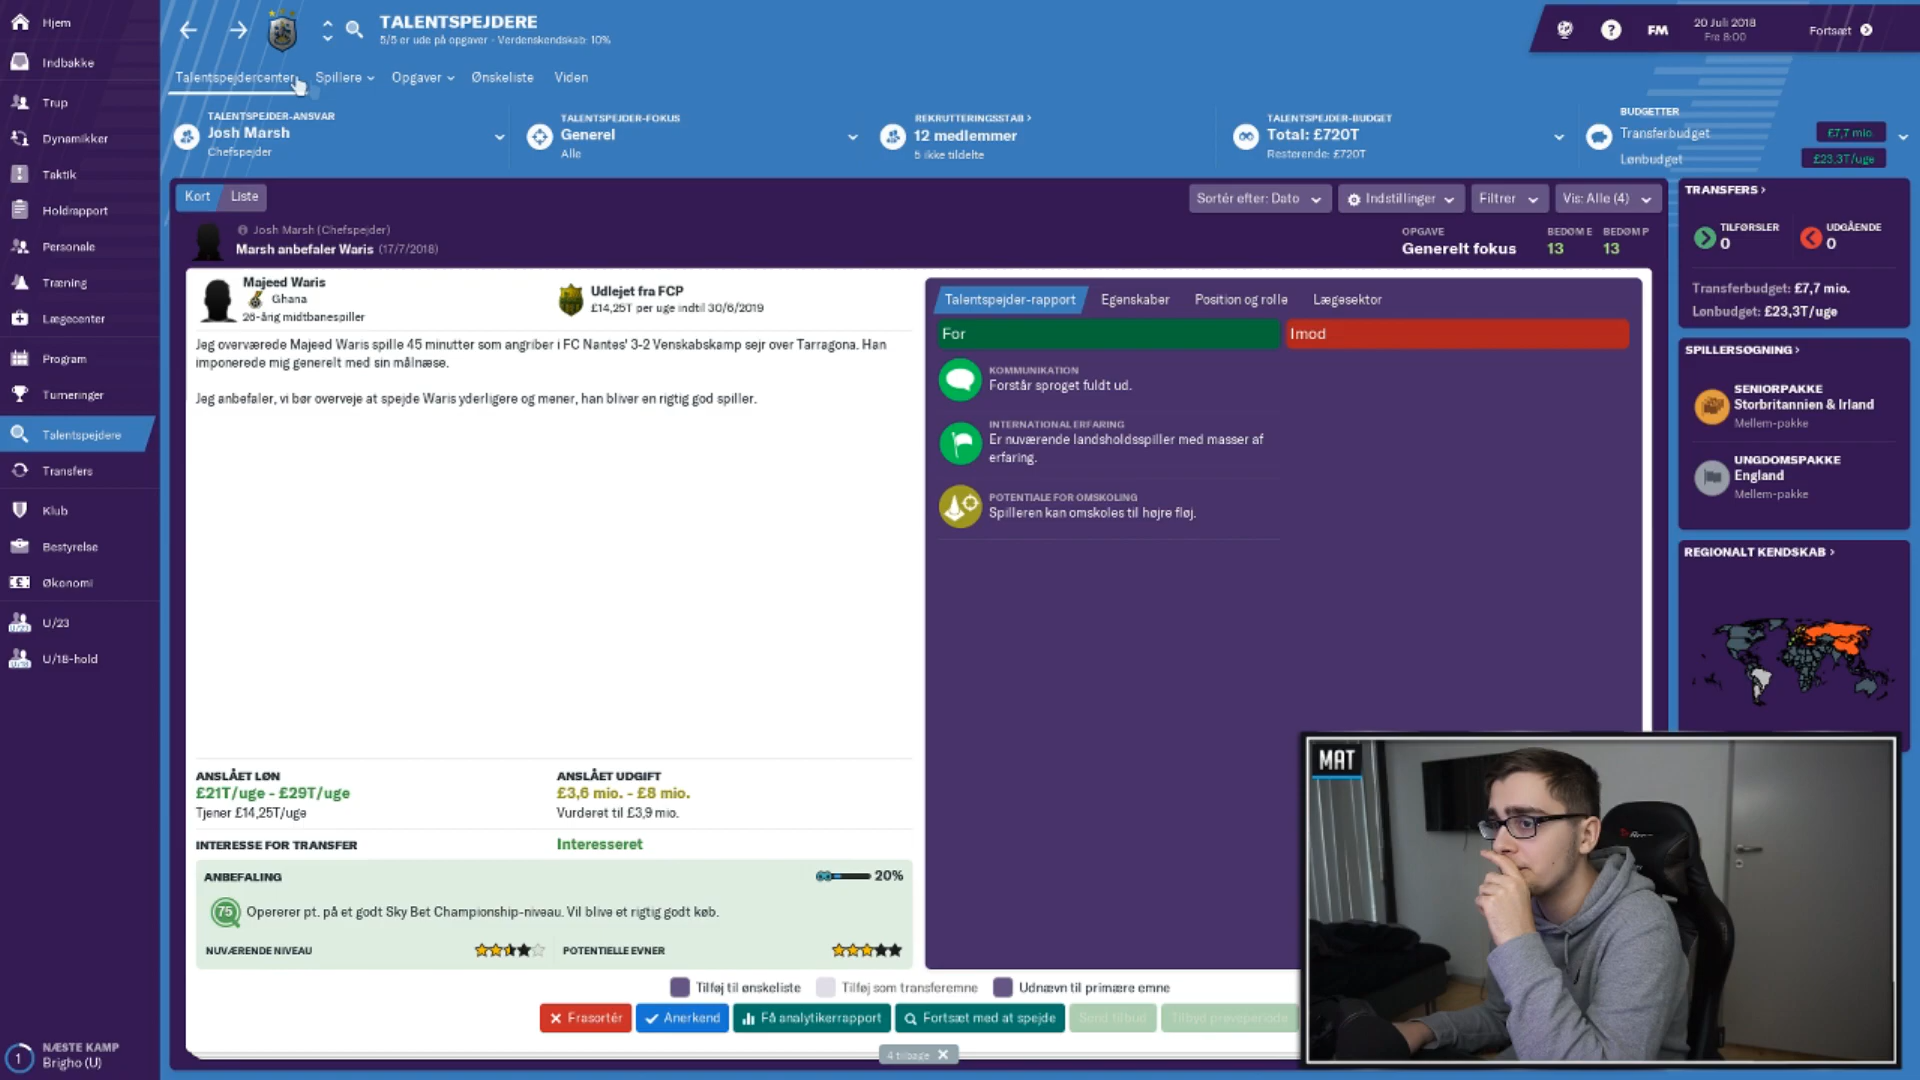 Hjem
Indbakke
Trup
Dynamikker
Taktik
Holdrapport
Personale
Træning
Lægecenter
Program
Turneringer
Talentspejdere
Transfers
Klub
Bestyrelse
Økonomi
U/23
U/18-hold
1
NÆSTE KAMP
Brigho (U)
TALENTSPEJDERE
5/5 er ude på opgaver - Verdenskendskab: 10%
FM
20 Juli 2018
Fre 8:00
Fortsæt
Talentspejdercenter
Spillere
Opgaver
Ønskeliste
Viden
TALENTSPEJDER-ANSVAR
Josh Marsh
Chefspejder
TALENTSPEJDER-FOKUS
Generel
Alle
REKRUTTERINGSSTAB >
12 medlemmer
5 ikke tildelte
TALENTSPEJDER-BUDGET
Total: £720T
Resterende: £720T
BUDGETTER
Transferbudget
£7,7 mio.
Lønbudget
£23,3T/uge
Kort
Liste
Sortér efter: Dato
Indstillinger
Filtrer
Vis: Alle (4)
Josh Marsh (Chefspejder)
Marsh anbefaler Waris (17/7/2018)
OPGAVE
Generelt fokus
BEDØM E
13
BEDØM P
13
Majeed Waris
Ghana
26-årig midtbanespiller
Udlejet fra FCP
£14,25T per uge indtil 30/6/2019
Jeg overværede Majeed Waris spille 45 minutter som angriber i FC Nantes' 3-2 Venskabskamp sejr over Tarragona. Han
imponerede mig generelt med sin målnæse.
Jeg anbefaler, vi bør overveje at spejde Waris yderligere og mener, han bliver en rigtig god spiller.
ANSLÅET LØN
£21T/uge - £29T/uge
Tjener £14,25T/uge
ANSLÅET UDGIFT
£3,6 mio. - £8 mio.
Vurderet til £3,9 mio.
INTERESSE FOR TRANSFER
Interesseret
ANBEFALING
20%
75
Opererer pt. på et godt Sky Bet Championship-niveau. Vil blive et rigtig godt køb.
NUVÆRENDE NIVEAU
POTENTIELLE EVNER
Talentspejder-rapport
Egenskaber
Position og rolle
Lægesektor
For
Imod
KOMMUNIKATION
Forstår sproget fuldt ud.
INTERNATIONAL ERFARING
Er nuværende landsholdsspiller med masser af
erfaring.
POTENTIALE FOR OMSKOLING
Spilleren kan omskoles til højre fløj.
Tilføj til ønskeliste
Tilføj som transferemne
Udnævn til primære emne
Frasortér
Anerkend
Få analytikerrapport
Fortsæt med at spejde
Send tilbud
Tilbyd prøveperiode
4 tilbage
TRANSFERS >
TILFØRSLER
0
UDGÅENDE
0
Transferbudget: £7,7 mio.
Lønbudget: £23,3T/uge
SPILLERSØGNING >
SENIORPAKKE
Storbritannien & Irland
Mellem-pakke
UNGDOMSPAKKE
England
Mellem-pakke
REGIONALT KENDSKAB >
MAT